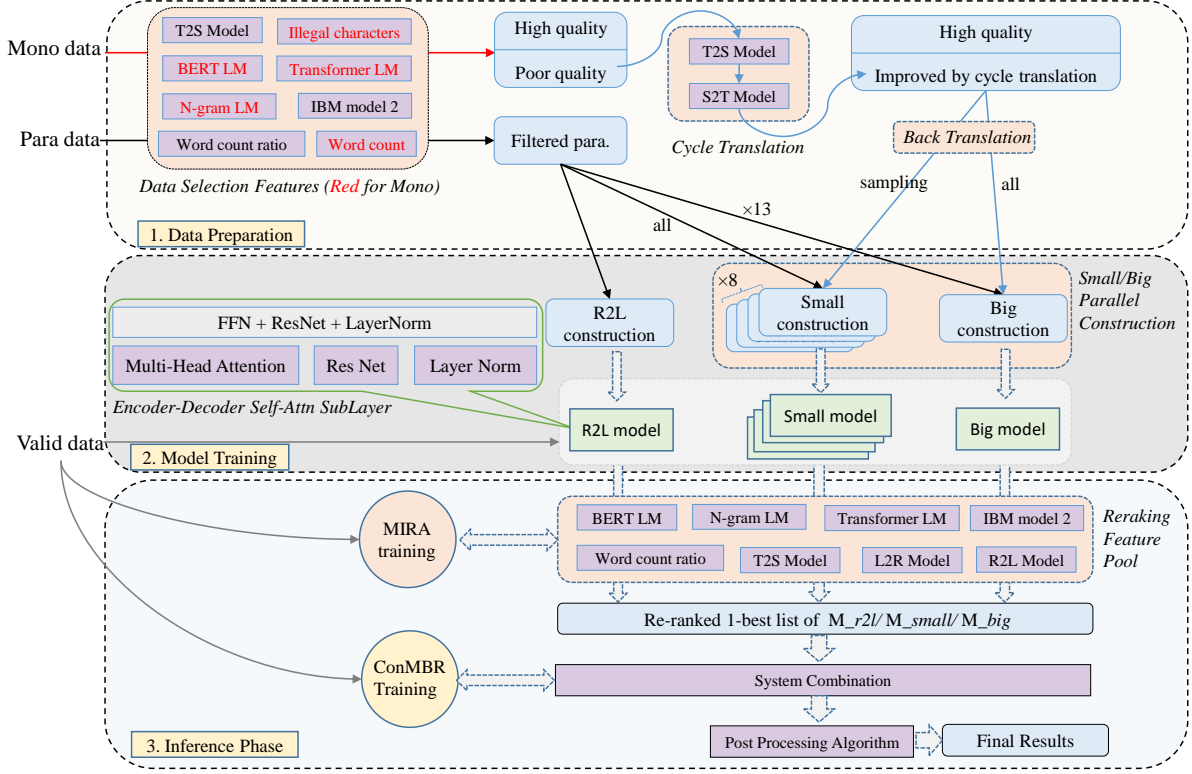 Mono data
T2S Model
Illegal characters
BERT LM
Transformer LM
N-gram LM
IBM model 2
Para data
Word count ratio
Word count
Data Selection Features (Red for Mono)
High quality
Poor quality
Filtered para.
T2S Model
S2T Model
Cycle Translation
High quality
Improved by cycle translation
Back Translation
sampling
all
×13
all
1. Data Preparation
×8
Small
construction
Big
construction
Small/Big
Parallel
Construction
R2L
construction
FFN + ResNet + LayerNorm
Multi-Head Attention
Res Net
Layer Norm
Encoder-Decoder Self-Attn SubLayer
R2L model
Small model
Big model
Valid data
2. Model Training
MIRA
training
BERT LM
N-gram LM
Transformer LM
IBM model 2
Word count ratio
T2S Model
L2R Model
R2L Model
Reraking
Feature
Pool
Re-ranked 1-best list of M_r2l/ M_small/ M_big
ConMBR
Training
System Combination
Post Processing Algorithm
Final Results
3. Inference Phase